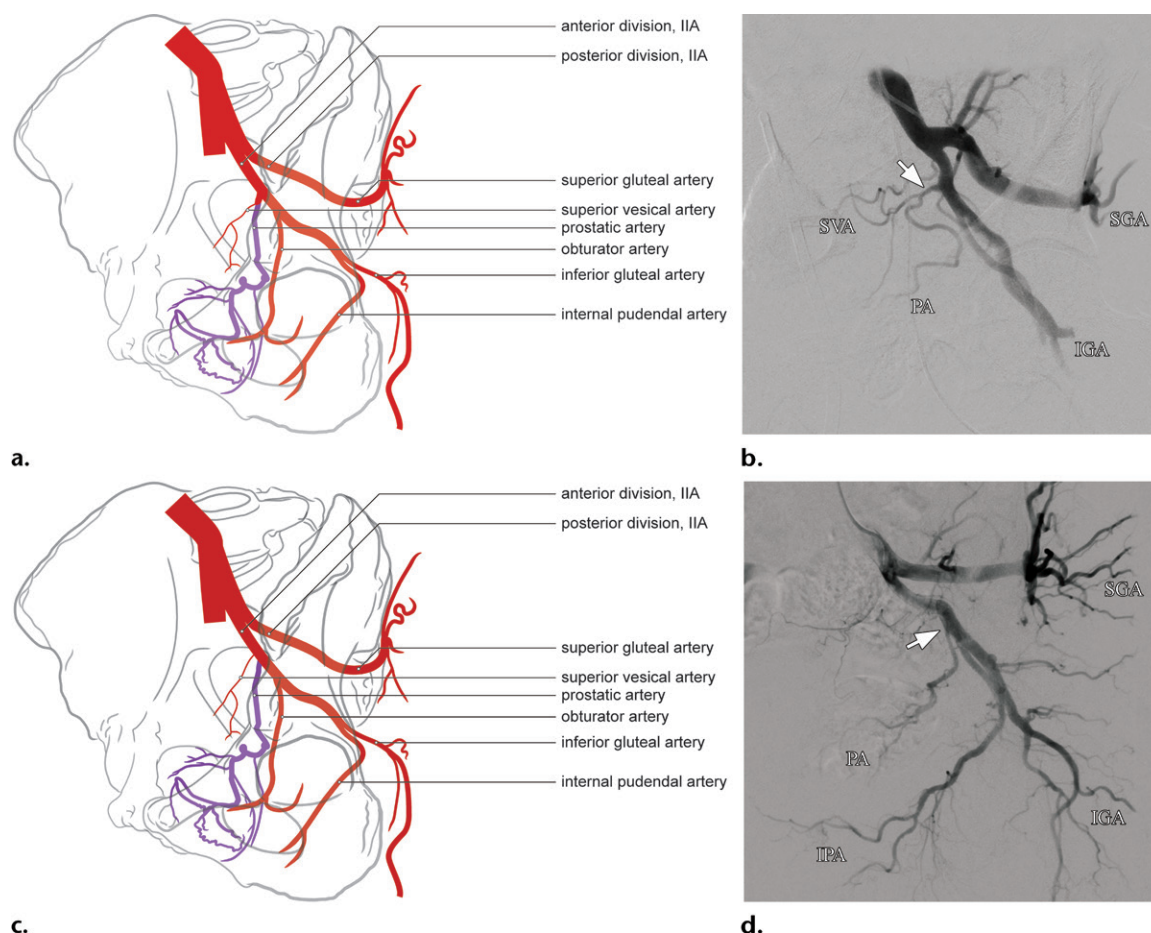 anterior division, IIA
posterior division, IIA
superior gluteal artery
superior vesical artery
prostatic artery
obturator artery
inferior gluteal artery
internal pudendal artery
a.
SVA
PA
SGA
IGA
b.
anterior division, IIA
posterior division, IIA
superior gluteal artery
superior vesical artery
prostatic artery
obturator artery
inferior gluteal artery
internal pudendal artery
c.
SGA
PA
IGA
IPA
d.